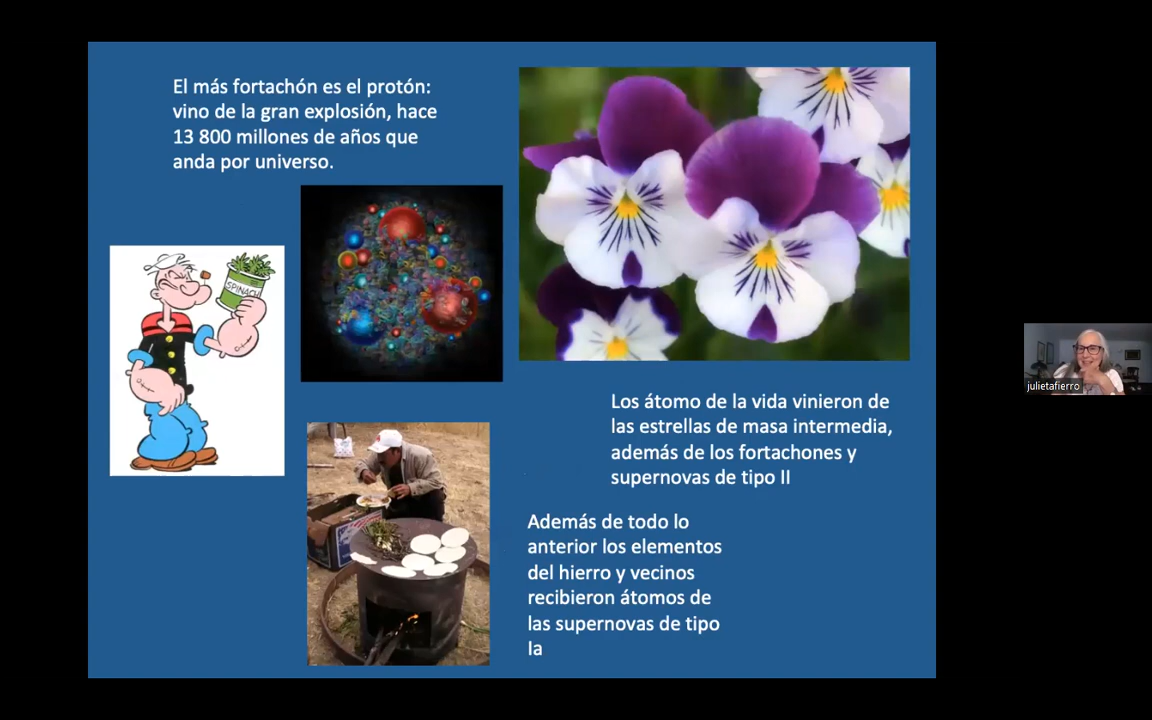 El más fortachón es el protón:
vino de la gran explosión, hace
13 800 millones de años que
anda por universo.
SPINACH
Los átomo de la vida vinieron de
las estrellas de masa intermedia,
además de los fortachones y
supernovas de tipo II
julietafierro
Además de todo lo
anterior los elementos
del hierro y vecinos
recibieron átomos de
las supernovas de tipo
Ia